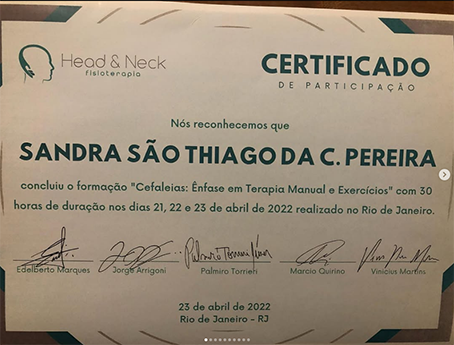 Head & Neck
fisioterapia
CERTIFICADO
DE PARTICIPAÇÃO
Nós reconhecemos que
SANDRA SÃO THIAGO DA C. PEREIRA
concluiu o formação "Cefaleias: Ênfase em Terapia Manual e Exercícios" com 30
horas de duração nos dias 21, 22 e 23 de abril de 2022 realizado no Rio de Janeiro.
Edelberto Marques Jorge Arrigoni Palmiro Torrieri Marcio Quirino Vinicius Martins
23 de abril de 2022
Rio de Janeiro - RJ